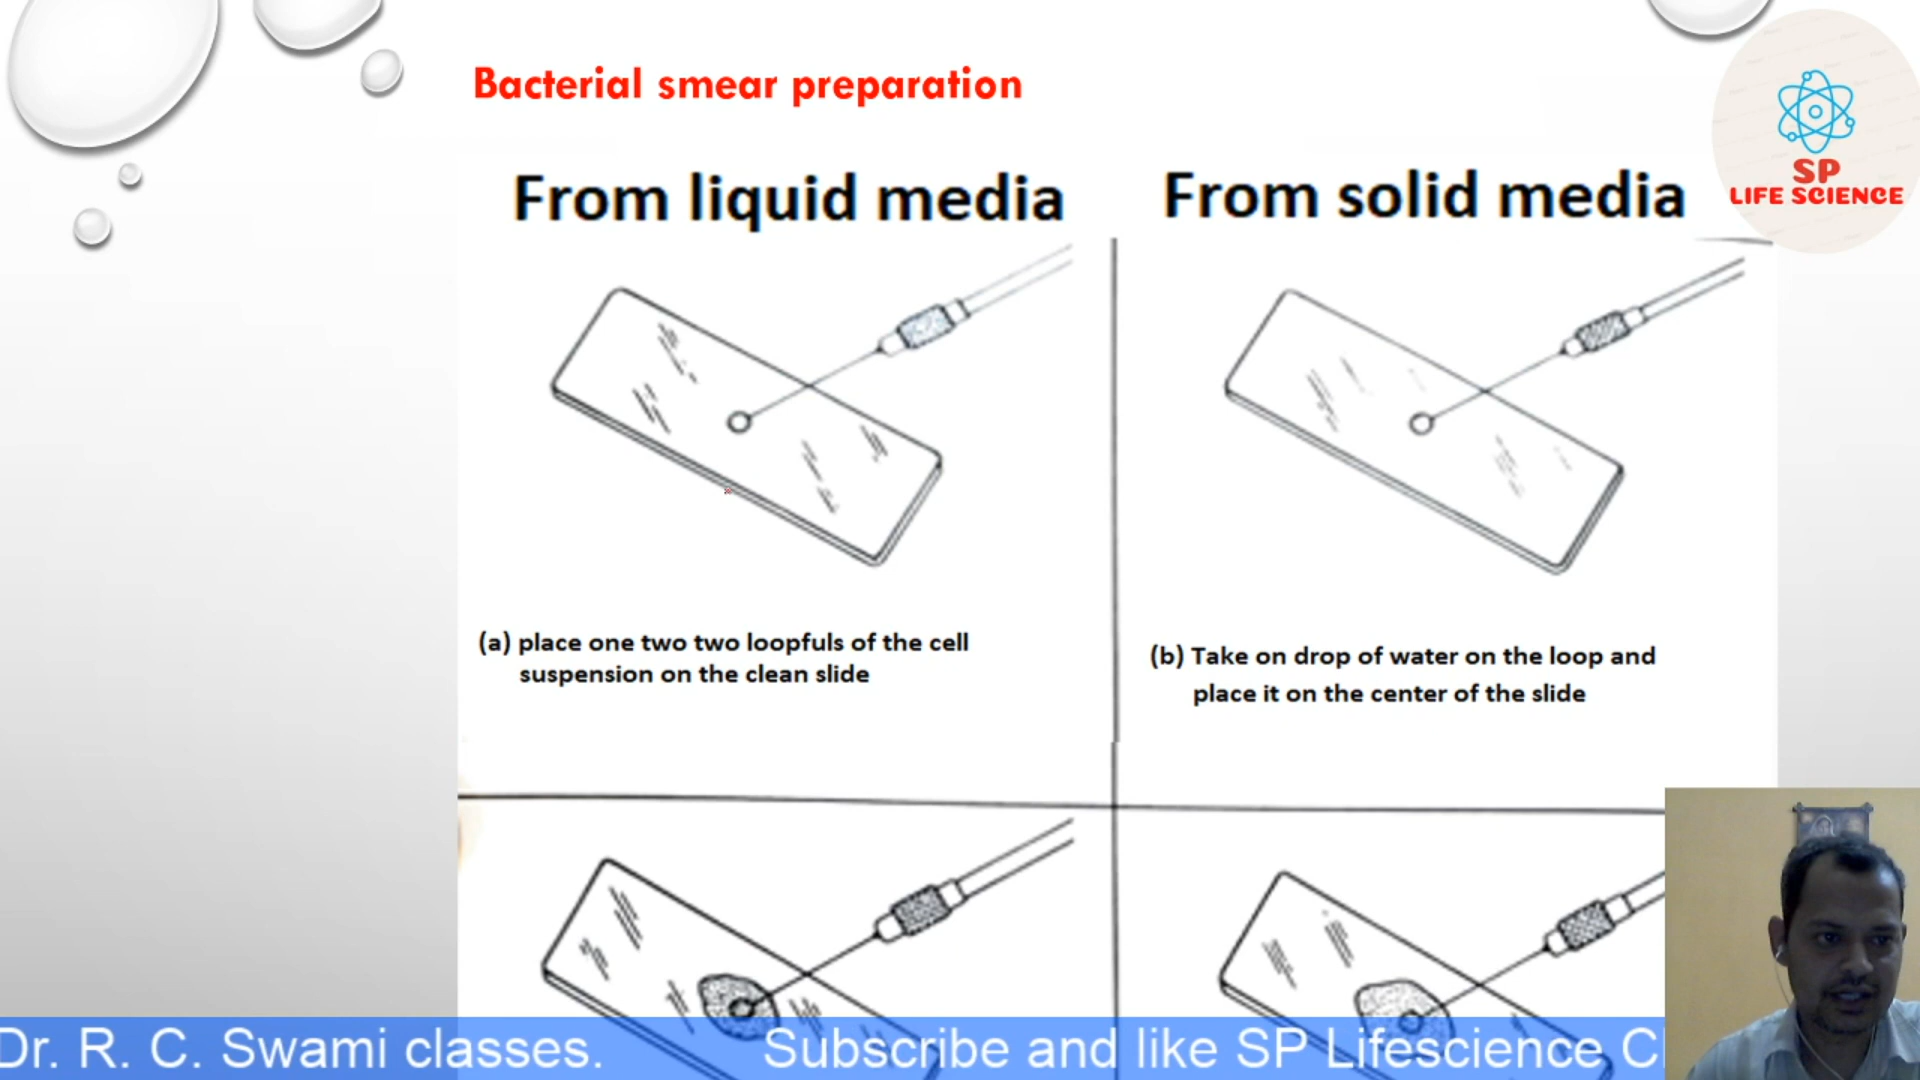 Bacterial smear preparation
From liquid media
From solid media
SP
LIFE SCIENCE
(a) place one two two loopfuls of the cell
suspension on the clean slide
(b) Take on drop of water on the loop and
place it on the center of the slide
Dr. R. C. Swami classes.
Subscribe and like SP Lifescience